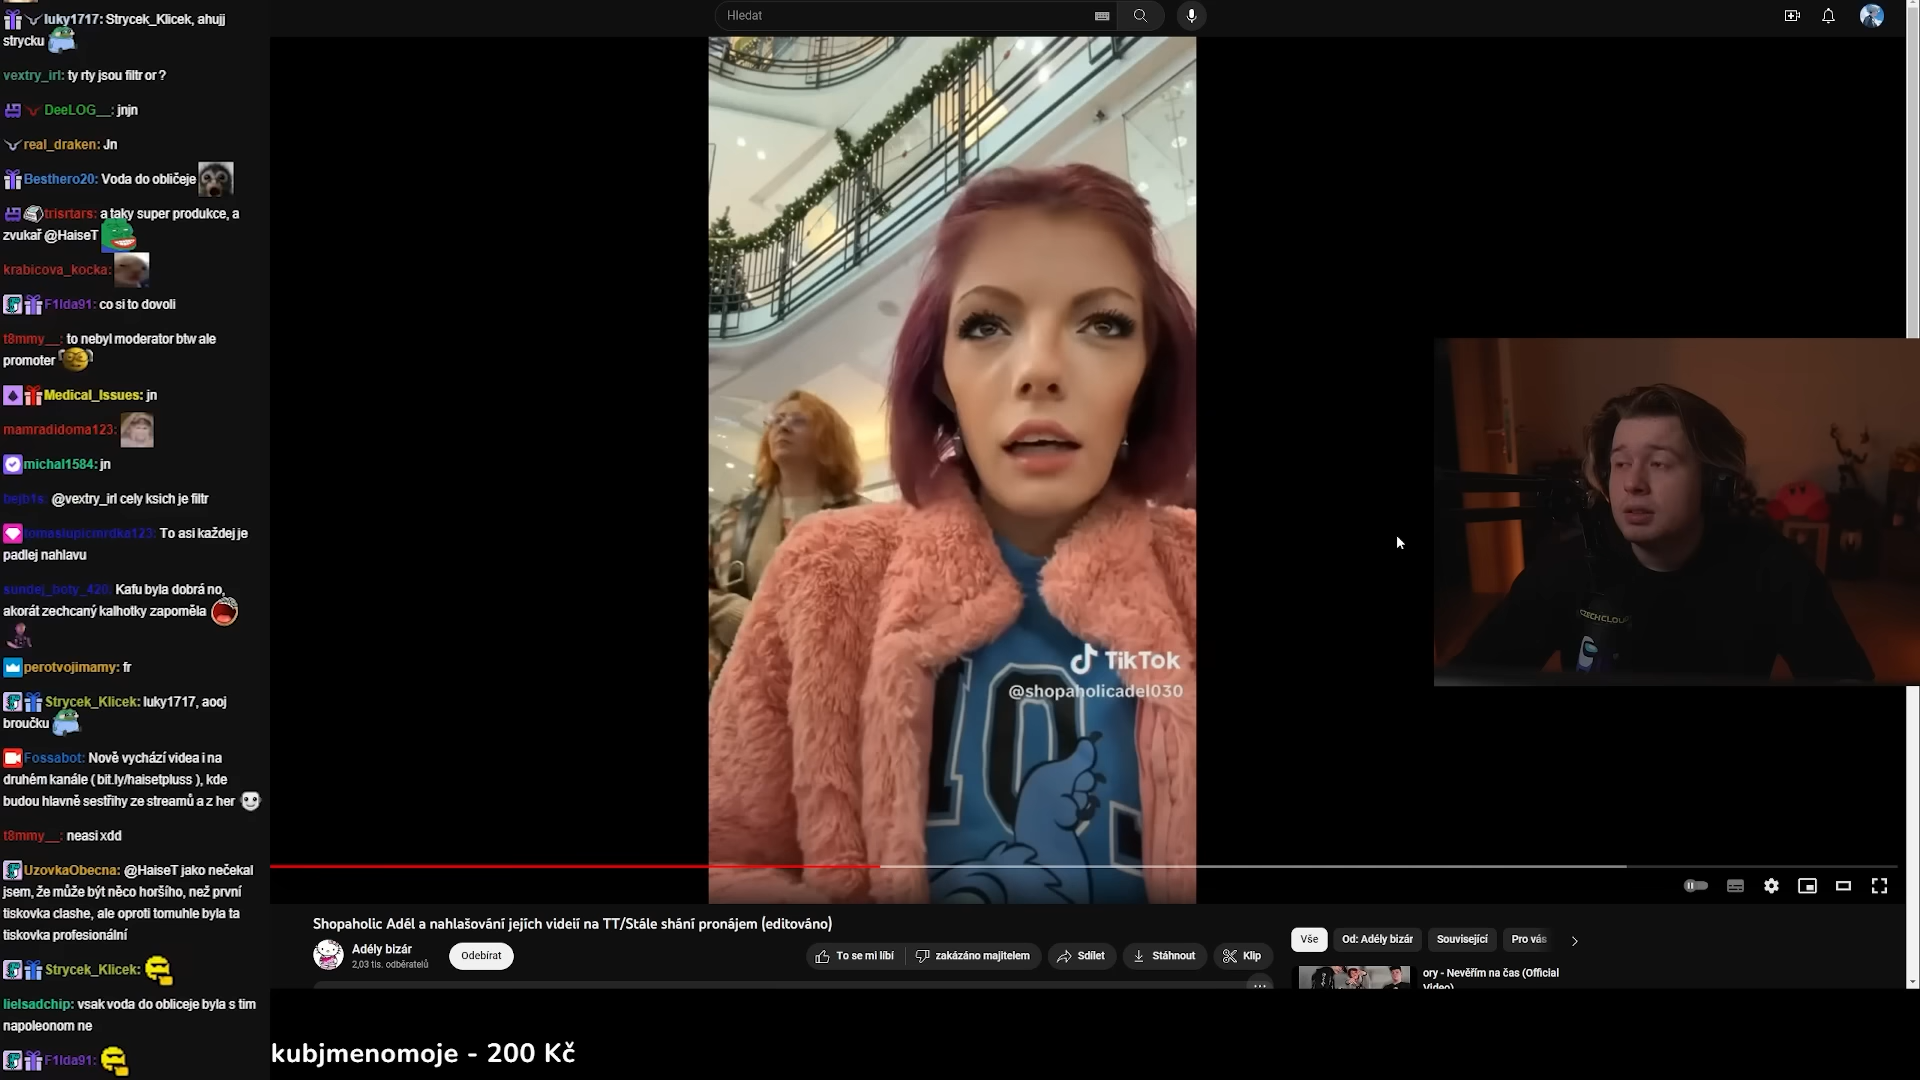 luky1717: Strycek_Klicek, ahujj
strycku
vextry_irl: ty rty jsou filtr or ?
DeeLOG__: jnjn
real_draken: Jn
Besthero20: Voda do obličeje
trisrtars: a taky super produkce, a
zvukař @HaiseT
krabicova_kocka:
F1lda91: co si to dovoli
t8mmy__: to nebyl moderator btw ale
promoter
Medical_Issues: jn
mamradidoma123:
michal1584: jn
bejb1s: @vextry_irl cely ksich je filtr
tomaslupicmrdka123: To asi každej je
padlej nahlavu
sundej_boty_420: Kafu byla dobrá no,
akorát zechcaný kalhotky zapoměla
perotvojimamy: fr
Strycek_Klicek: luky1717, aooj
broučku
Fossabot: Nově vychází videa i na
druhém kanále ( bit.ly/haisetpluss ), kde
budou hlavně sestřihy ze streamů a z her
t8mmy__: neasi xdd
UzovkaObecna: @HaiseT jako nečekal
jsem, že může být něco horšího, než první
tiskovka clashe, ale oproti tomuhle byla ta
tiskovka profesionální
Strycek_Klicek:
lielsadchip: vsak voda do obliceje byla s tim
napoleonom ne
F1lda91:
Hledat
TikTok
@shopaholicadel030
CZECHCLOUD
Shopaholic Adél a nahlašování jejích videií na TT/Stále shání pronájem (editováno)
Adély bizár
2,03 tis. odběratelů
Odebírat
To se mi líbí
zakázáno majitelem
Sdílet
Stáhnout
Klip
Vše
Od: Adély bizár
Související
Pro vás
ory - Nevěřím na čas (Official
Video)
kubjmenomoje - 200 Kč